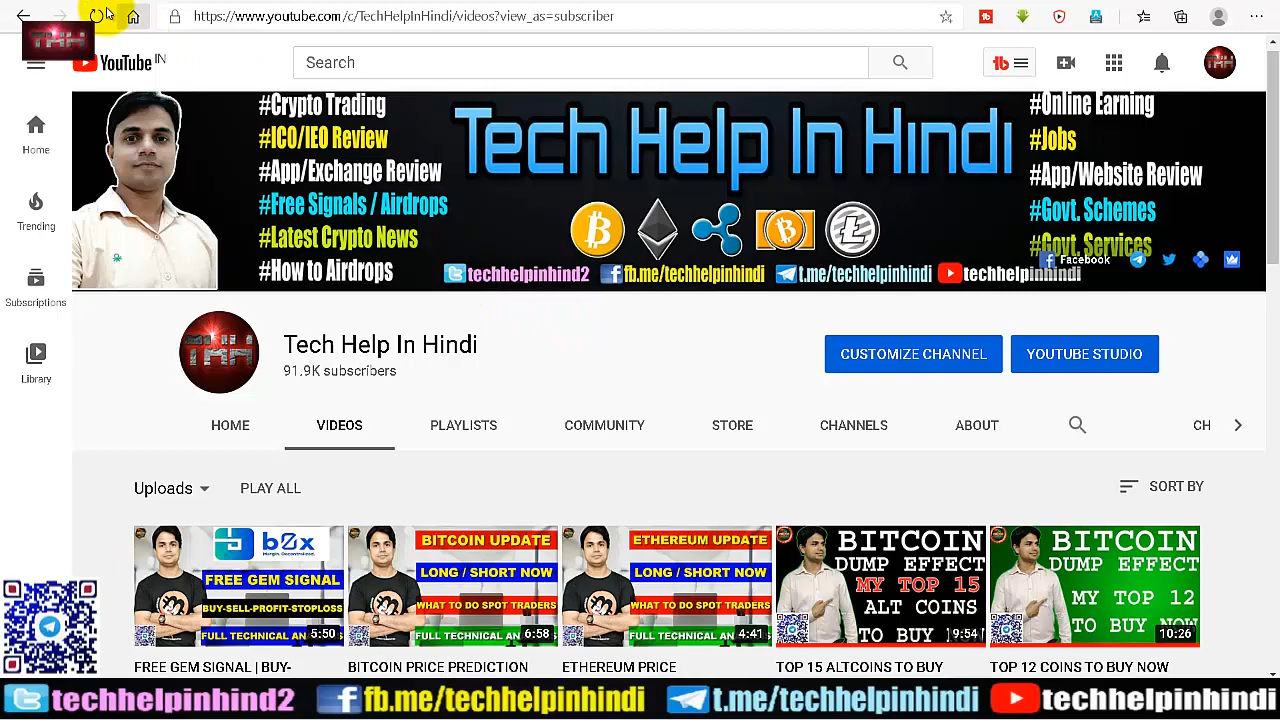 https://www.youtube.com/c/TechHelpInHindi/videos?view_as=subscriber
THH
YouTube IN
Search
tb
THH
Home
Trending
Subscriptions
Library
#Crypto Trading
#ICO/IEO Review
#App/Exchange Review
#Free Signals / Airdrops
#Latest Crypto News
#How to Airdrops
Tech Help In Hindi
techhelpinhind2 fb.me/techhelpinhindi t.me/techhelpinhindi techhelpinhindi
#Online Earning
#Jobs
#App/Website Review
#Govt. Schemes
#Govt. Services
Facebook
THH
Tech Help In Hindi
91.9K subscribers
CUSTOMIZE CHANNEL
YOUTUBE STUDIO
HOME VIDEOS PLAYLISTS COMMUNITY STORE CHANNELS ABOUT CH
Uploads PLAY ALL
SORT BY
b0x
FREE GEM SIGNAL
BUY-SELL-PROFIT-STOPLOSS
FULL TECHNICAL AN
5:50
FREE GEM SIGNAL | BUY-
BITCOIN UPDATE
LONG / SHORT NOW
WHAT TO DO SPOT TRADERS
FULL TECHNICAL AN
6:58
BITCOIN PRICE PREDICTION
ETHEREUM UPDATE
LONG / SHORT NOW
WHAT TO DO SPOT TRADERS
FULL TECHNICAL
4:41
ETHEREUM PRICE
BITCOIN
DUMP EFFECT
MY TOP 15
ALT COINS
TO BUY
9:54
TOP 15 ALTCOINS TO BUY
BITCOIN
DUMP EFFECT
MY TOP 12
COINS
TO BUY
10:26
TOP 12 COINS TO BUY NOW
techhelpinhind2 fb.me/techhelpinhindi t.me/techhelpinhindi techhelpinhindi